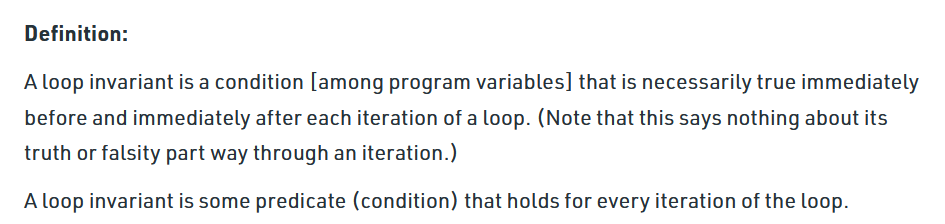 Definition:
A loop invariant is a condition [among program variables] that is necessarily true immediately
before and immediately after each iteration of a loop. (Note that this says nothing about its
truth or falsity part way through an iteration.)
A loop invariant is some predicate (condition) that holds for every iteration of the loop.